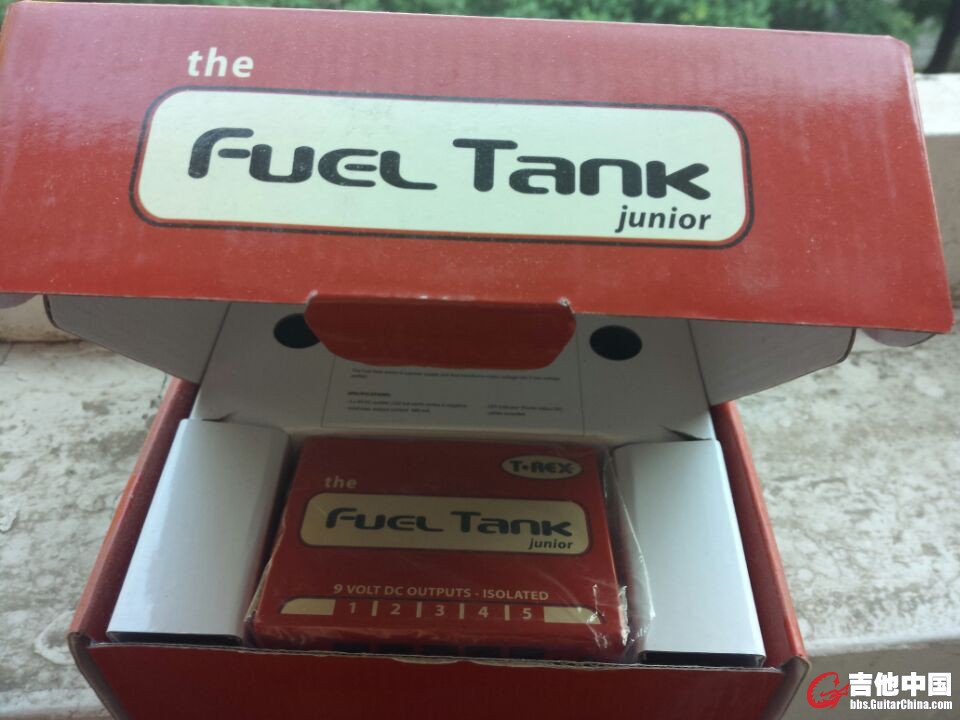 the
Fuel Tank
junior
SPECIFICATIONS:
T-REX
the
Fuel Tank
junior
9 VOLT DC OUTPUTS - ISOLATED
1 | 2 | 3 | 4 | 5
吉他中国
bbs.GuitarChina.com